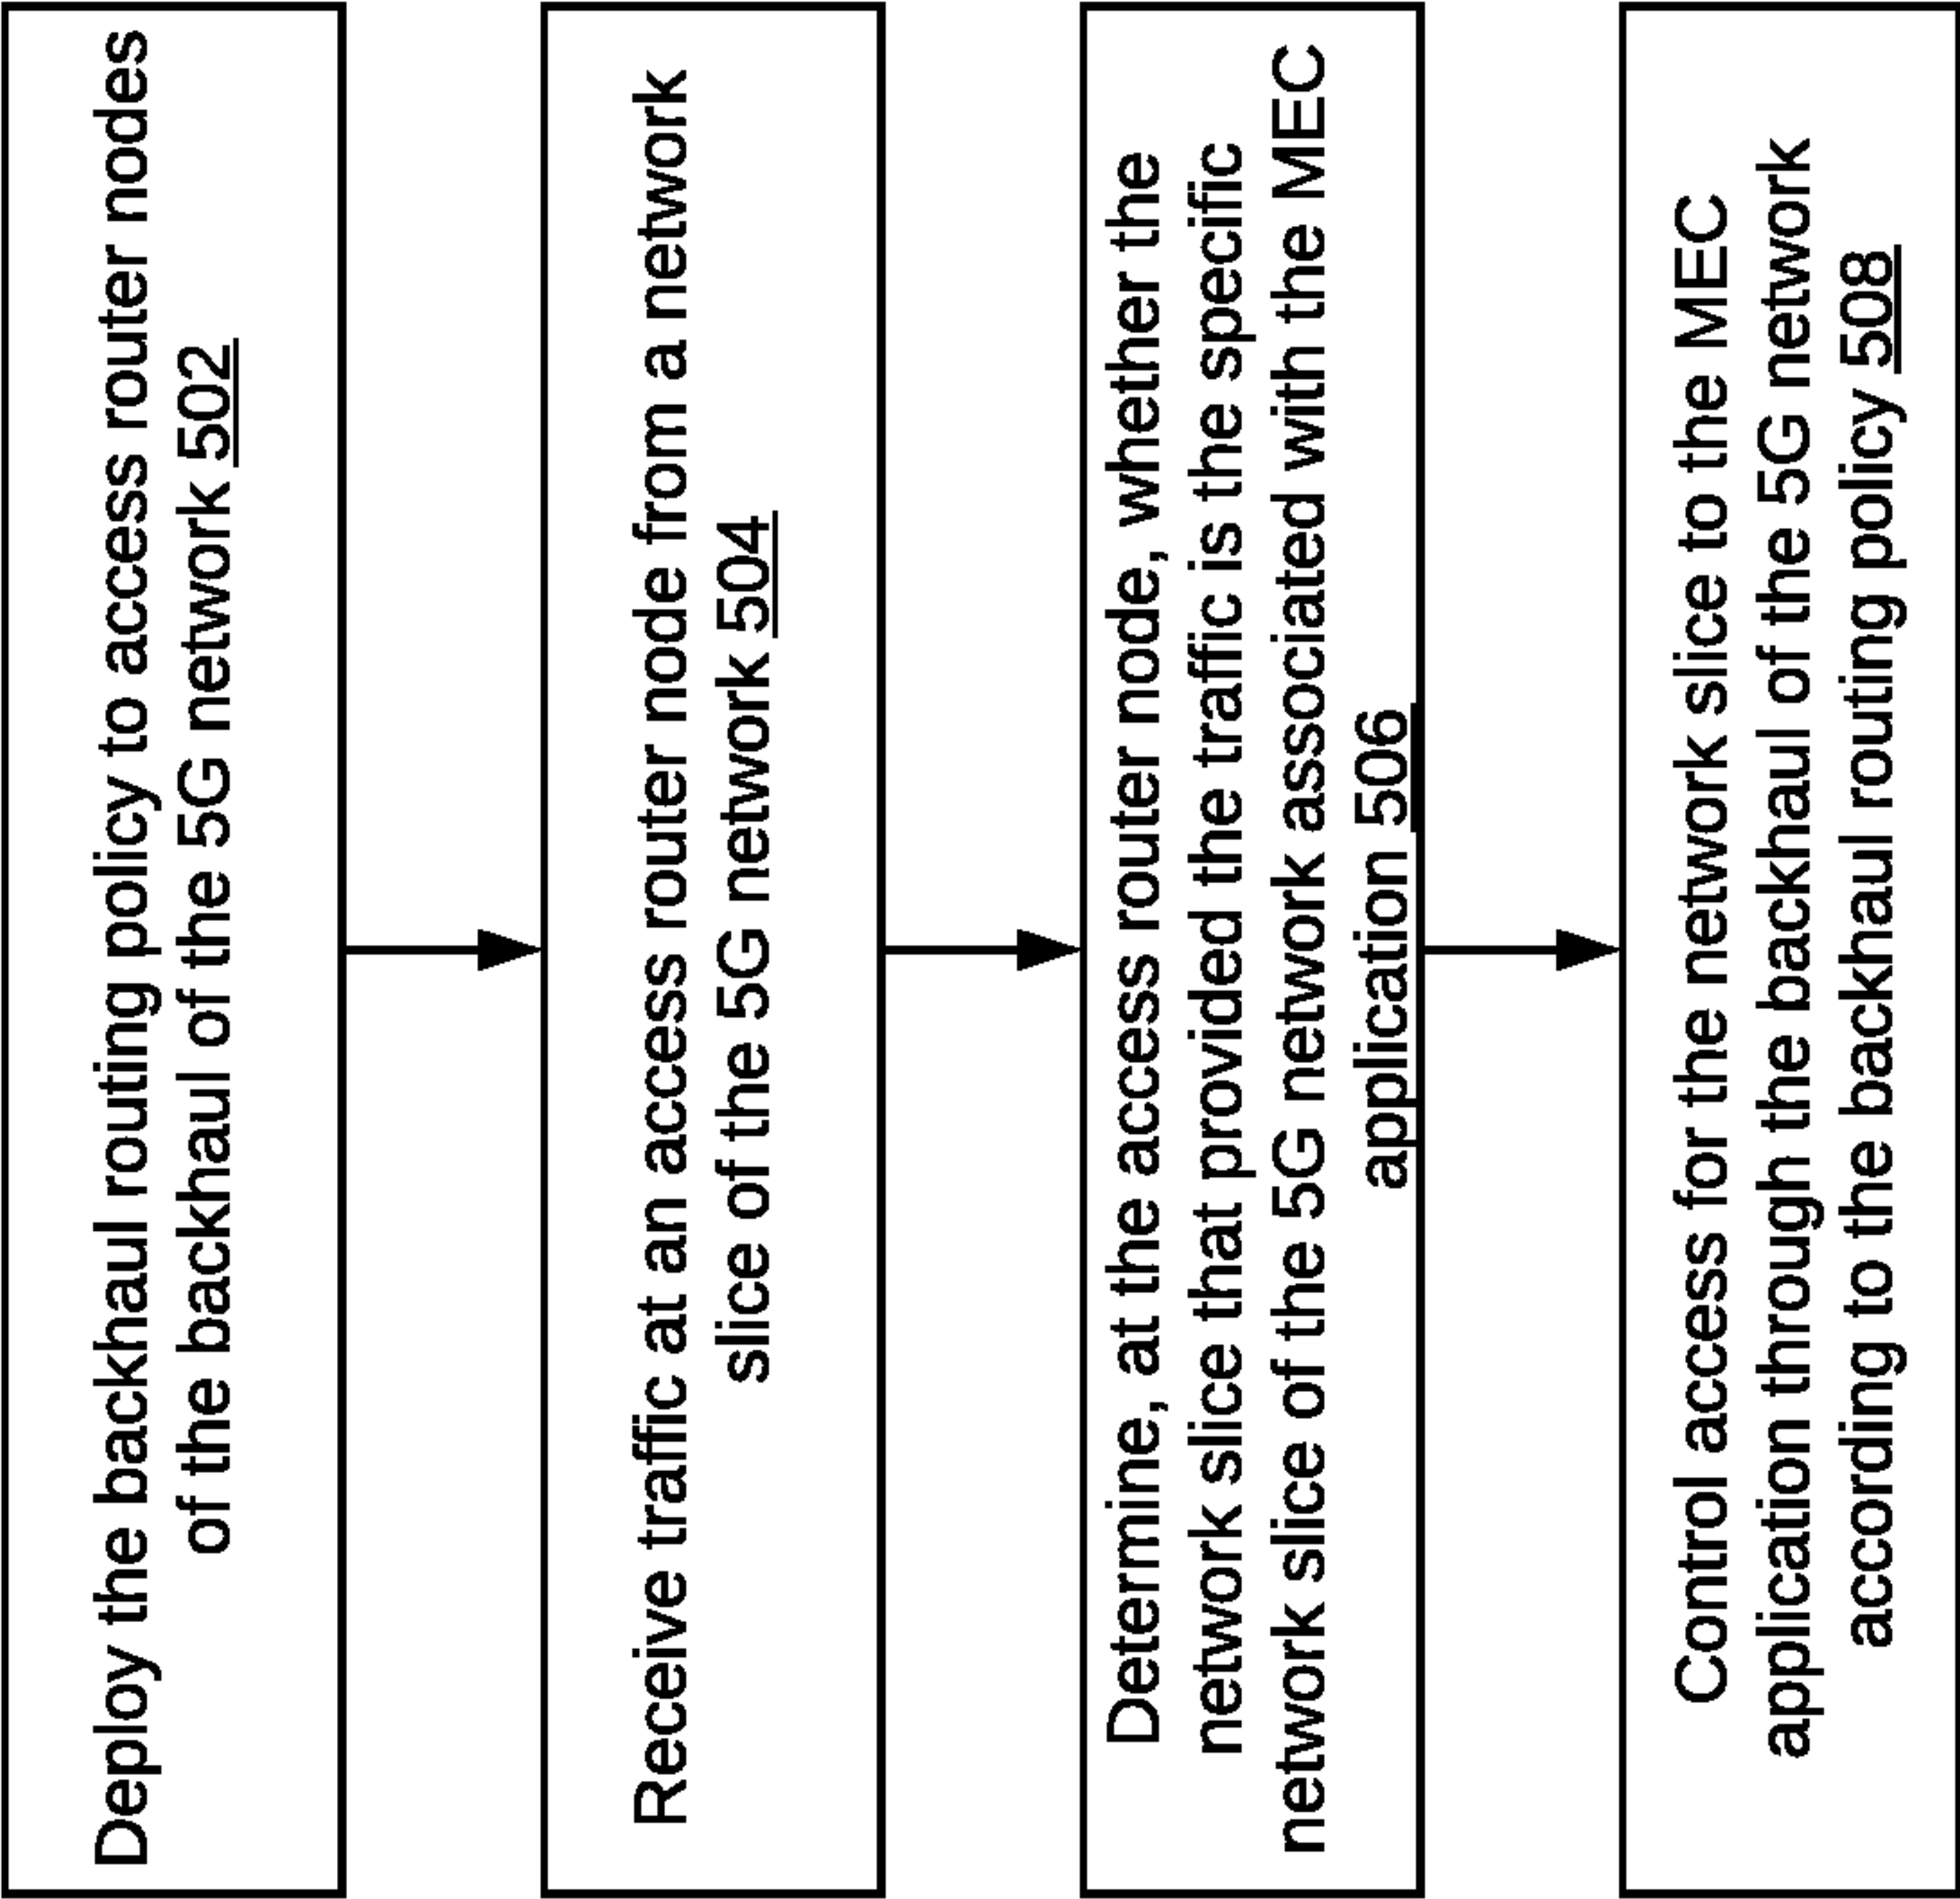 Deploy the backhaul routing policy to access router nodes
of the backhaul of the 5G network 502
Receive traffic at an access router node from a network
slice of the 5G network 504
Determine, at the access router node, whether the
network slice that provided the traffic is the specific
network slice of the 5G network associated with the MEC
application 506
Control access for the network slice to the MEC
application through the backhaul of the 5G network
according to the backhaul routing policy 508